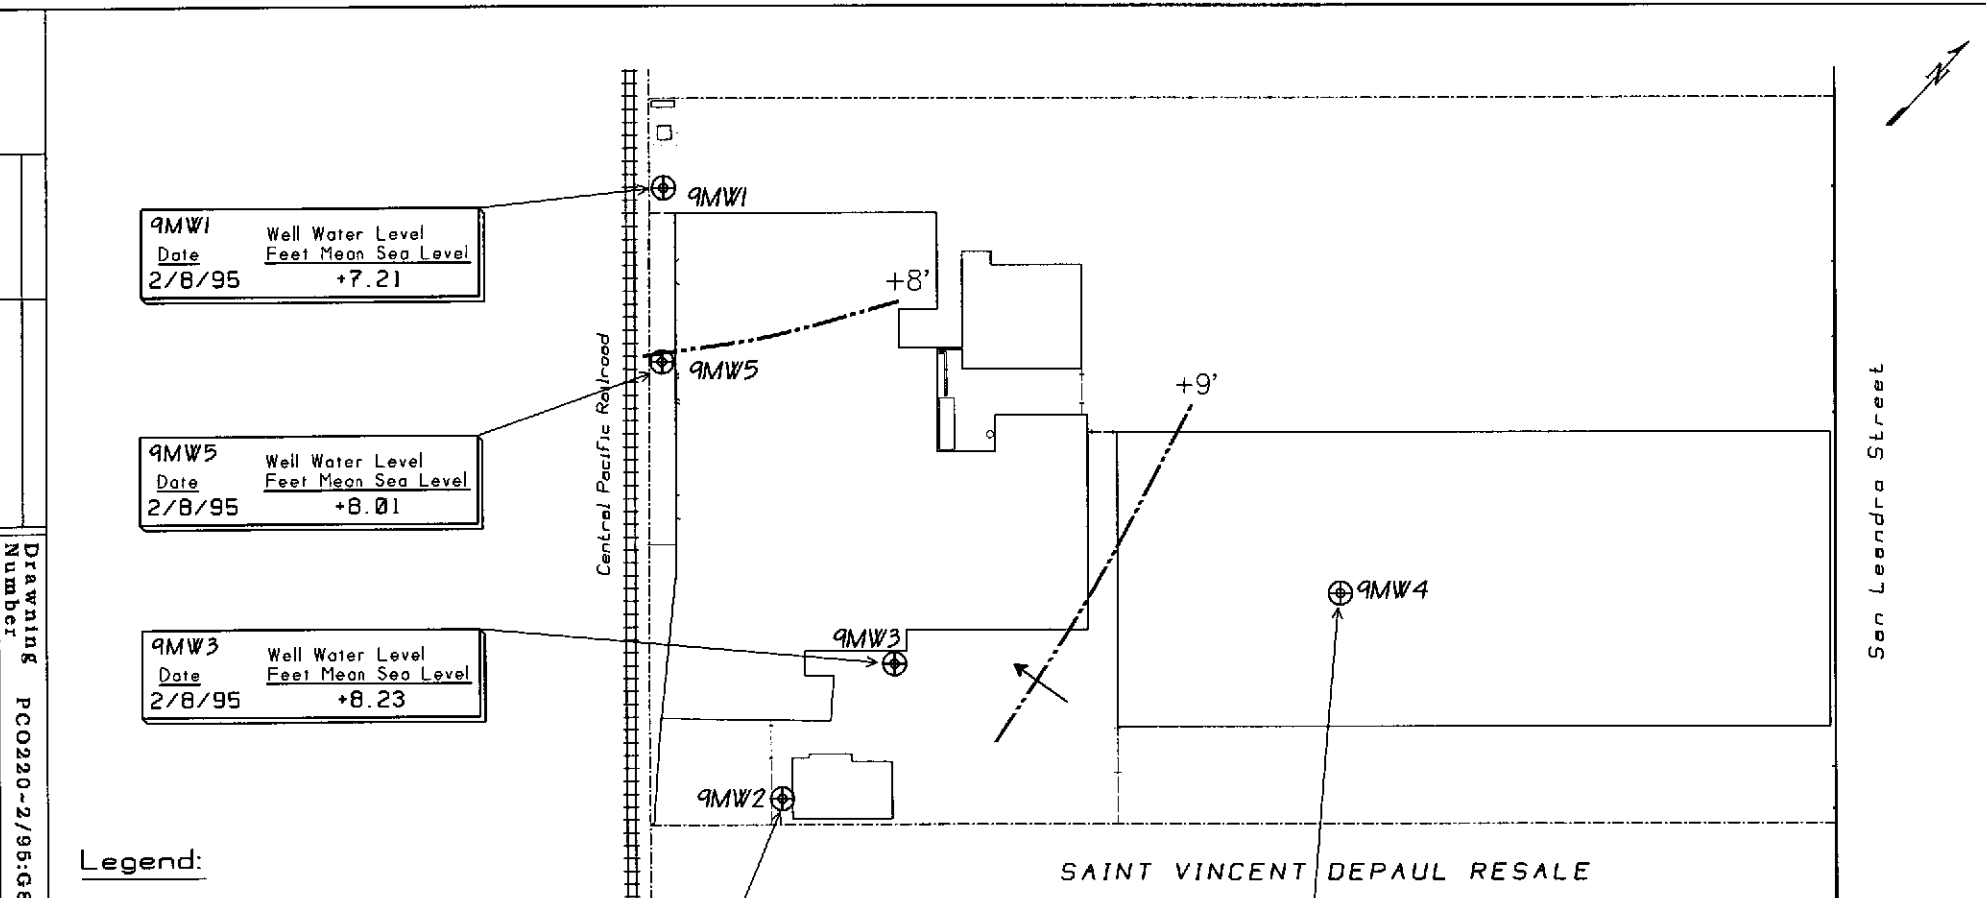 N
9MW1
9MW1
Well Water Level
Date
Feet Mean Sea Level
2/8/95
+7.21
+8'
9MW5
+9'
Central Pacific Railroad
San Leandro Street
9MW5
Well Water Level
Date
Feet Mean Sea Level
2/8/95
+8.01
9MW4
9MW3
9MW3
Well Water Level
Date
Feet Mean Sea Level
2/8/95
+8.23
9MW2
Drawning
Number
PCO220-2/95:G
Legend:
SAINT VINCENT DEPAUL RESALE